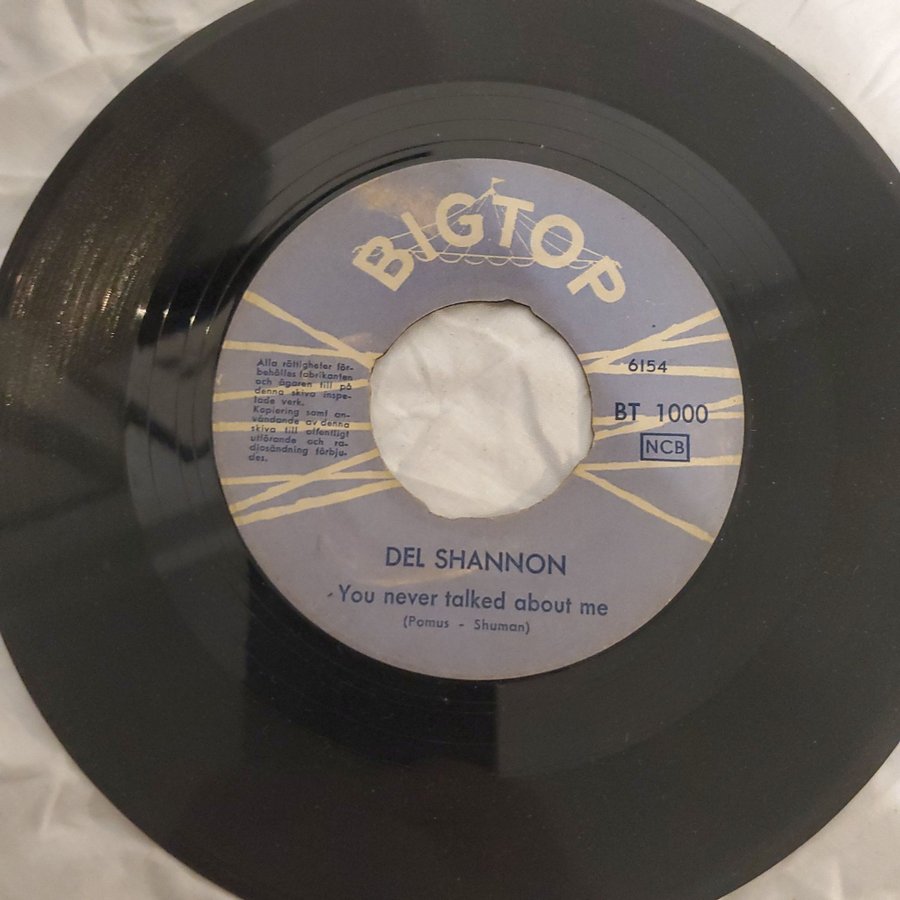 BIGTOP
Alla rättigheter för-
behålles fabrikanten
och ägaren till på
denna skiva inspe-
lade verk.
Kopiering samt an-
vändande av denna
skiva till offentligt
utförande och ra-
diosändning förbju-
des.
6154
BT 1000
NCB
DEL SHANNON
You never talked about me
(Pomus - Shuman)